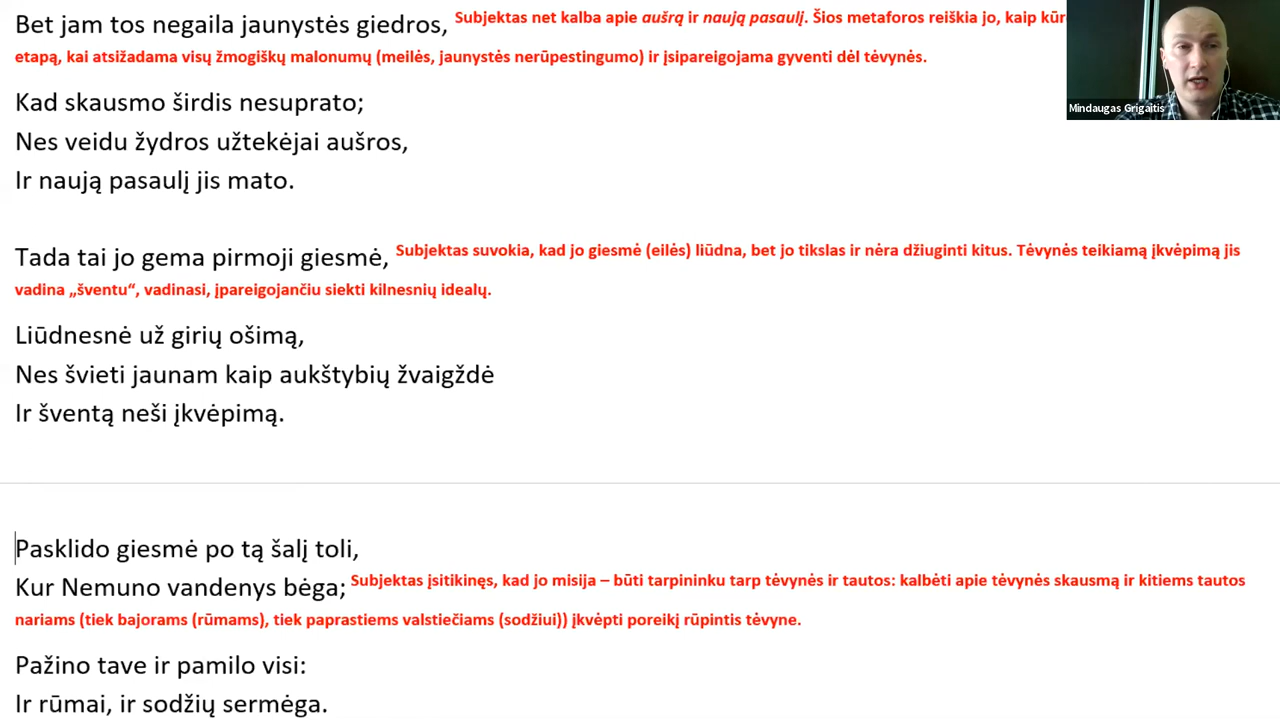 Bet jam tos negaila jaunystės giedros, Subjektas net kalba apie aušrą ir naują pasaulį. Šios metaforos reiškia jo, kaip
etapą, kai atsižadama visų žmogiškų malonumų (meilės, jaunystės nerūpestingumo) ir įsipareigojama gyventi dėl tėvynės.
Mindaugas Grigaitis
Kad skausmo širdis nesuprato;
Nes veidu žydros užtekėjai aušros,
Ir naują pasaulį jis mato.
Tada tai jo gema pirmoji giesmė, Subjektas suvokia, kad jo giesmė (eilės) liūdna, bet jo tikslas ir nėra džiuginti kitus. Tėvynės teikiamą įkvėpimą jis
vadina „šventu“, vadinasi, įpareigojančiu siekti kilnesnių idealų.
Liūdnesnė už girių ošimą,
Nes švieti jaunam kaip aukštybių žvaigždė
Ir šventą neši įkvėpimą.
Pasklido giesmė po tą šalį toli,
Kur Nemuno vandenys bėga; Subjektas įsitikinęs, kad jo misija – būti tarpininku tarp tėvynės ir tautos: kalbėti apie tėvynės skausmą ir kitiems tautos
nariams (tiek bajorams (rūmams), tiek paprastiems valstiečiams (sodžiui)) įkvėpti poreikį rūpintis tėvyne.
Pažino tave ir pamilo visi:
Ir rūmai, ir sodžių sermėga.